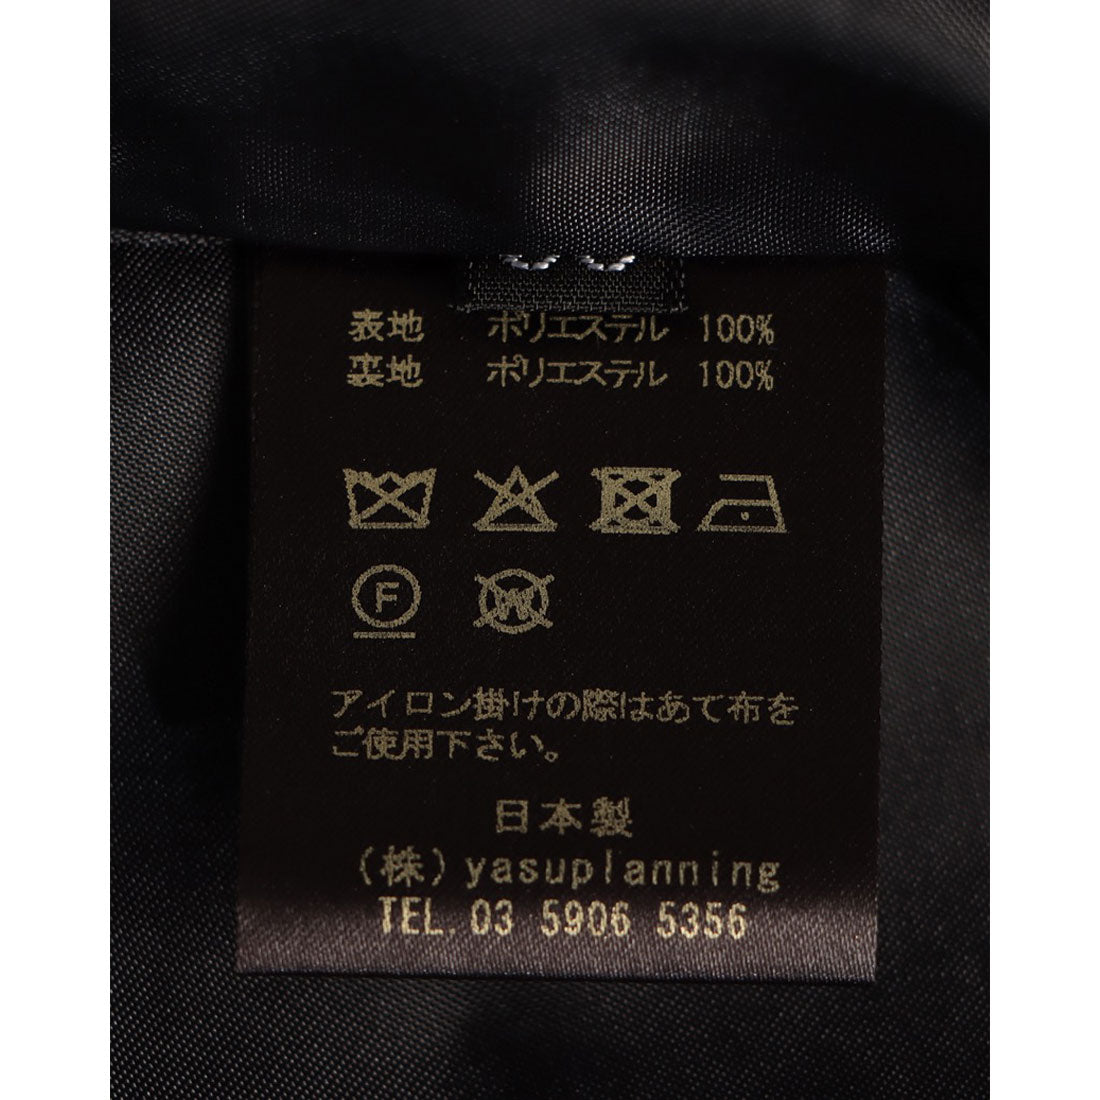 表地 ポリエステル 100%
裏地 ポリエステル 100%
F W
アイロン掛けの際はあて布を
ご使用下さい。
日本製
(株) yasuplanning
TEL. 03 5906 5356